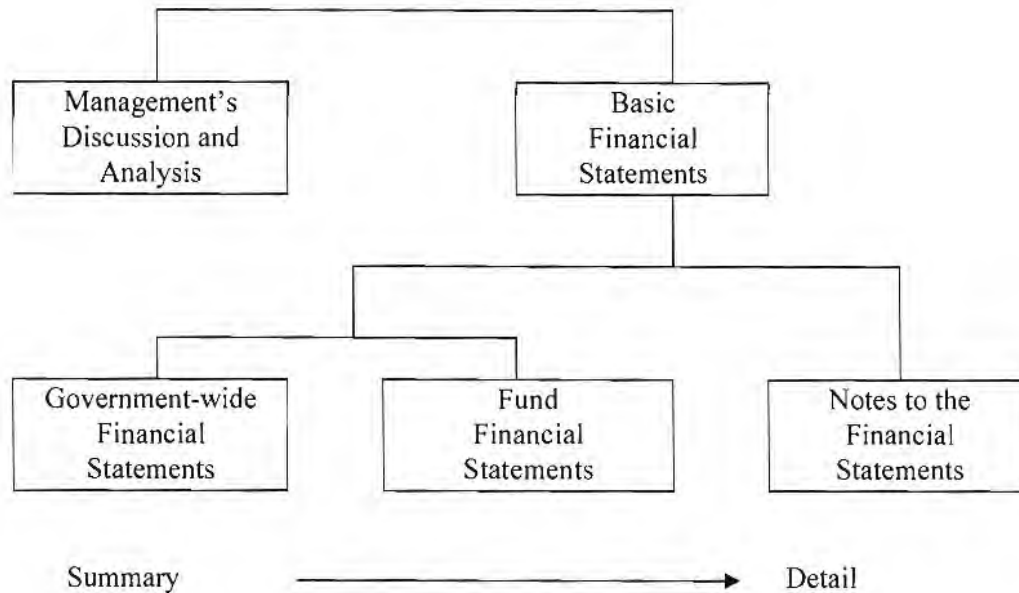 Management's
Discussion and
Analysis
Basic
Financial
Statements
Government-wide
Financial
Statements
Fund
Financial
Statements
Notes to the
Financial
Statements
Summary
Detail